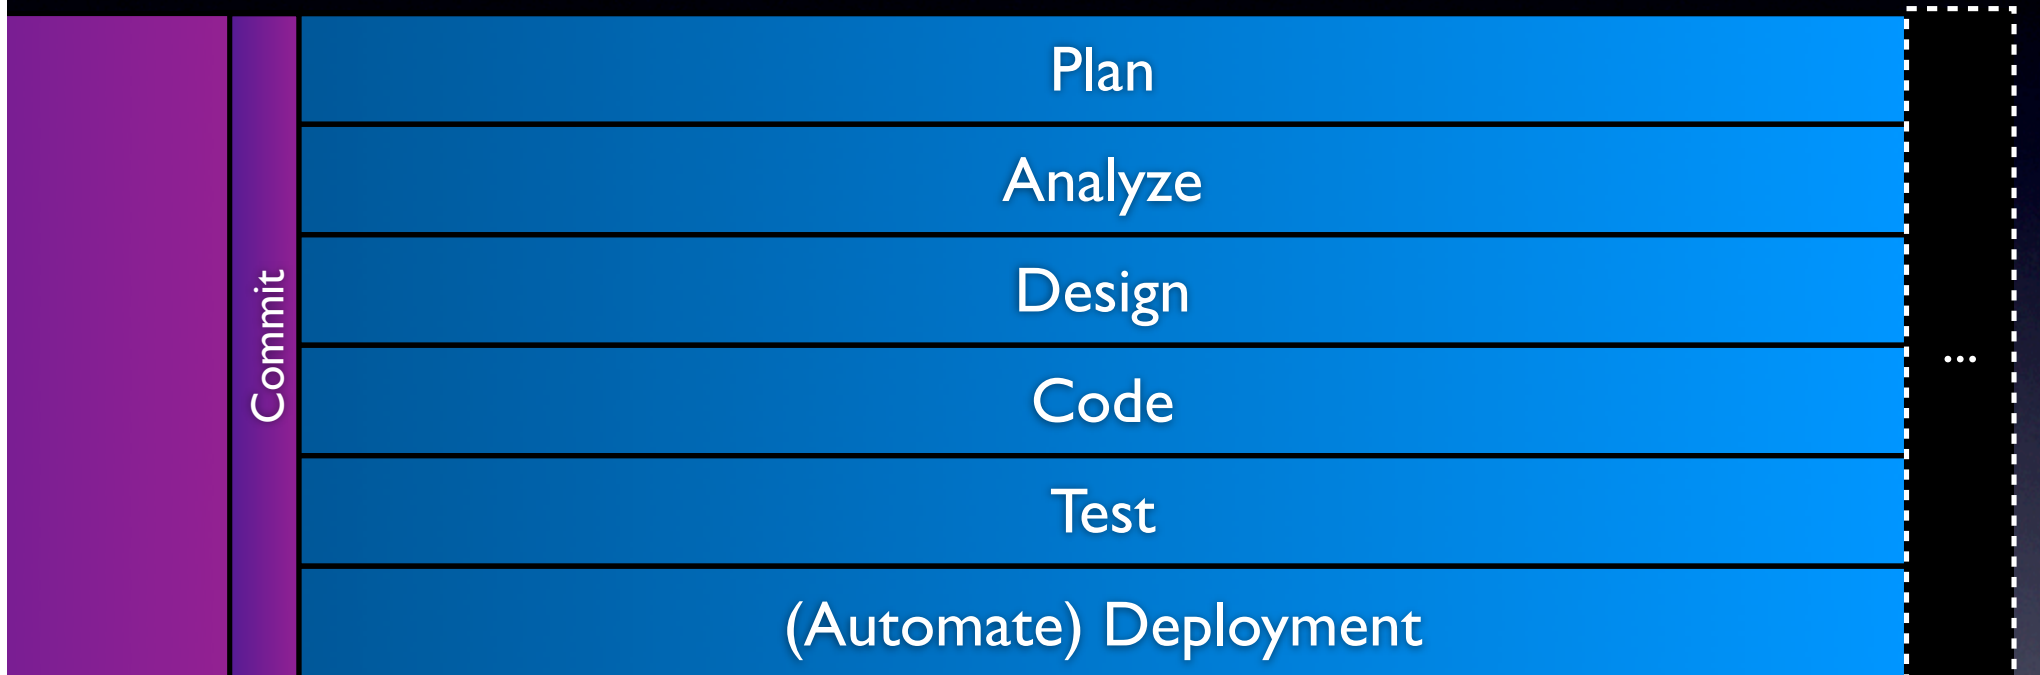 Commit
Plan
Analyze
Design
Code
Test
(Automate) Deployment
...